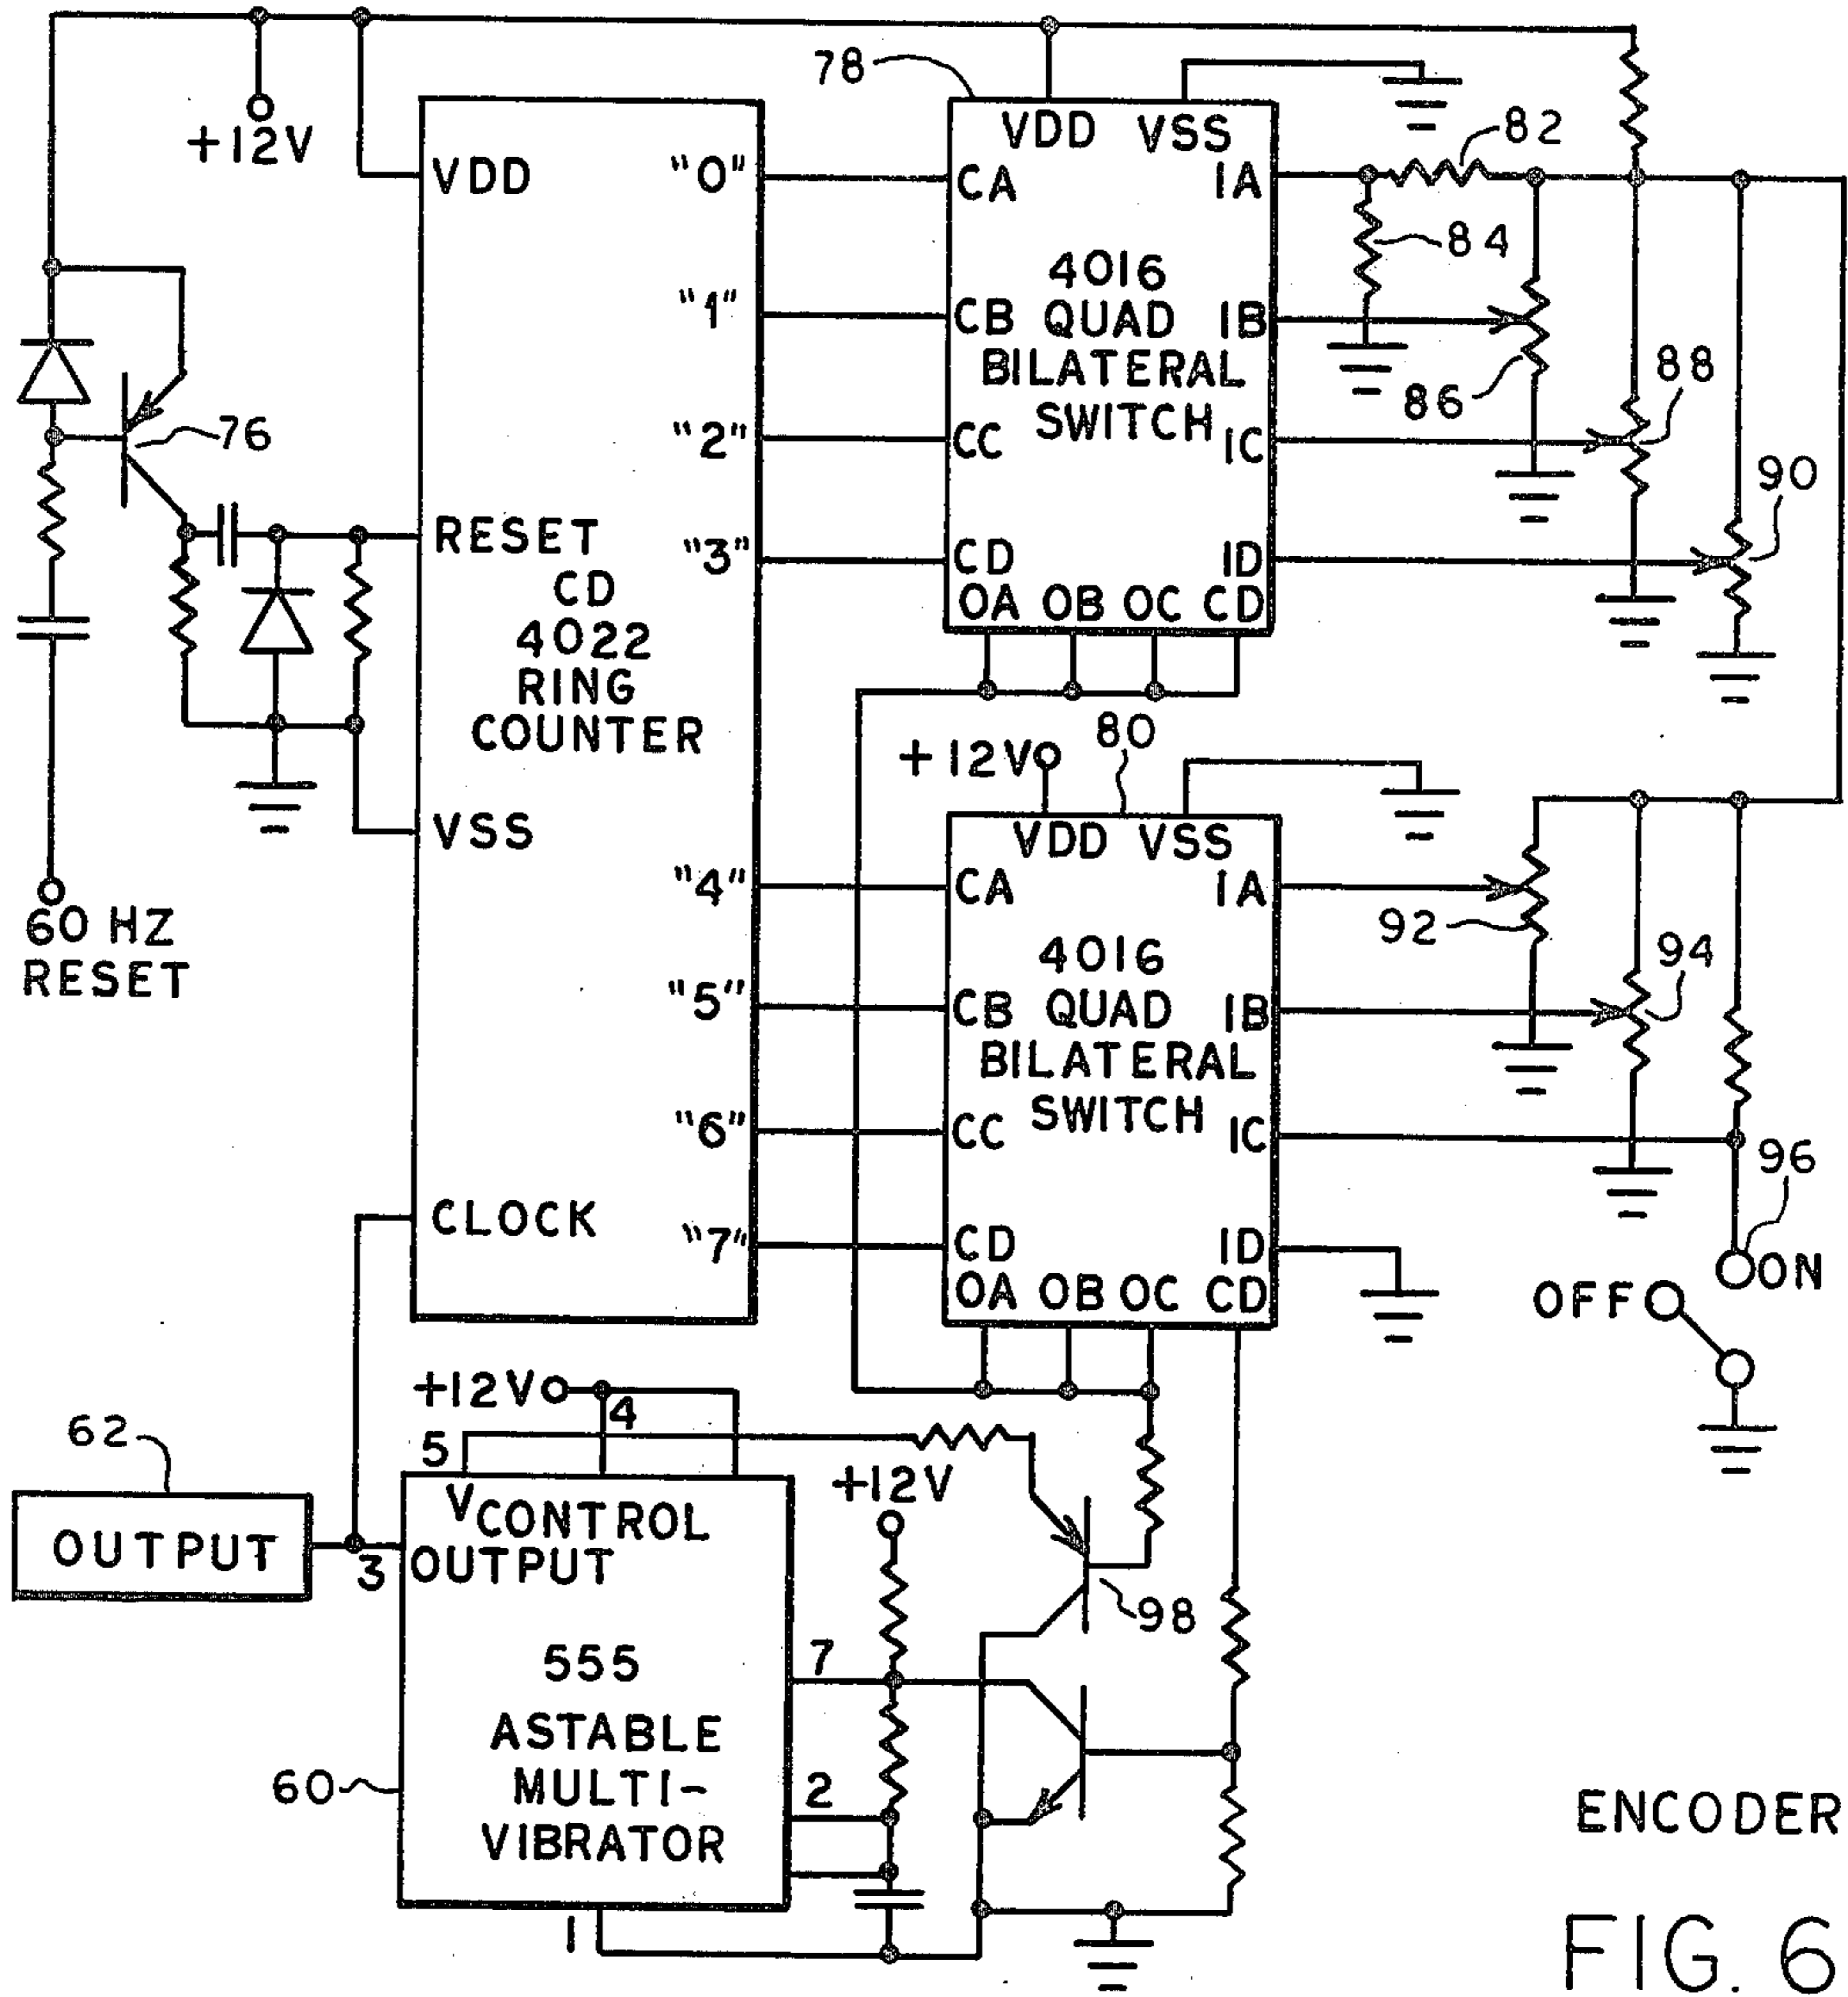 78
+12V
VDD
"0"
VDD VSS
CA
IA
82
84
"1"
4016
QUAD
BILATERAL
SWITCH
CB
IB
86
88
76
"2"
CC
IC
90
RESET
"3"
CD
ID
CD
4022
RING
COUNTER
OA OB OC CD
+12V
80
VSS
VDD VSS
"4"
CA
IA
92
60 HZ
RESET
4016
QUAD
BILATERAL
SWITCH
94
"5"
CB
IB
"6"
CC
IC
96
CLOCK
"7"
CD
ID
ON
OA OB OC CD
OFF
+12V
4
62
5
+12V
VCONTROL
OUTPUT
3
OUTPUT
98
7
555
ASTABLE
MULTI-
VIBRATOR
60
2
1
ENCODER
FIG. 6